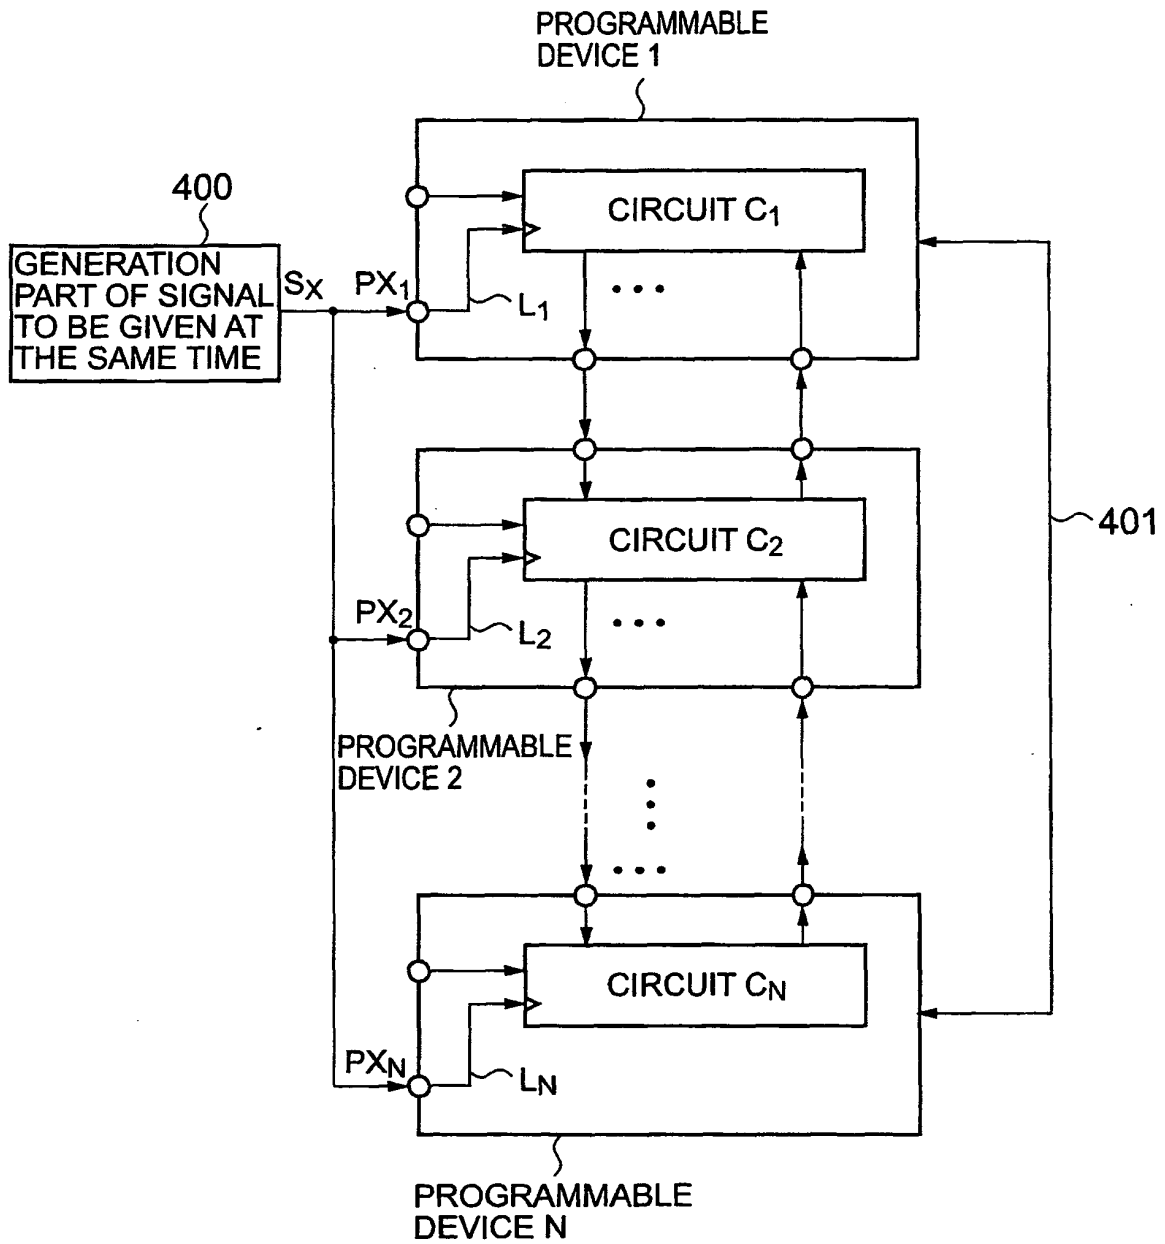 PROGRAMMABLE
DEVICE 1
400
GENERATION
PART OF SIGNAL
TO BE GIVEN AT
THE SAME TIME
SX
PX1
L1
CIRCUIT C1
401
CIRCUIT C2
PX2
L2
PROGRAMMABLE
DEVICE 2
CIRCUIT CN
PXN
LN
PROGRAMMABLE
DEVICE N